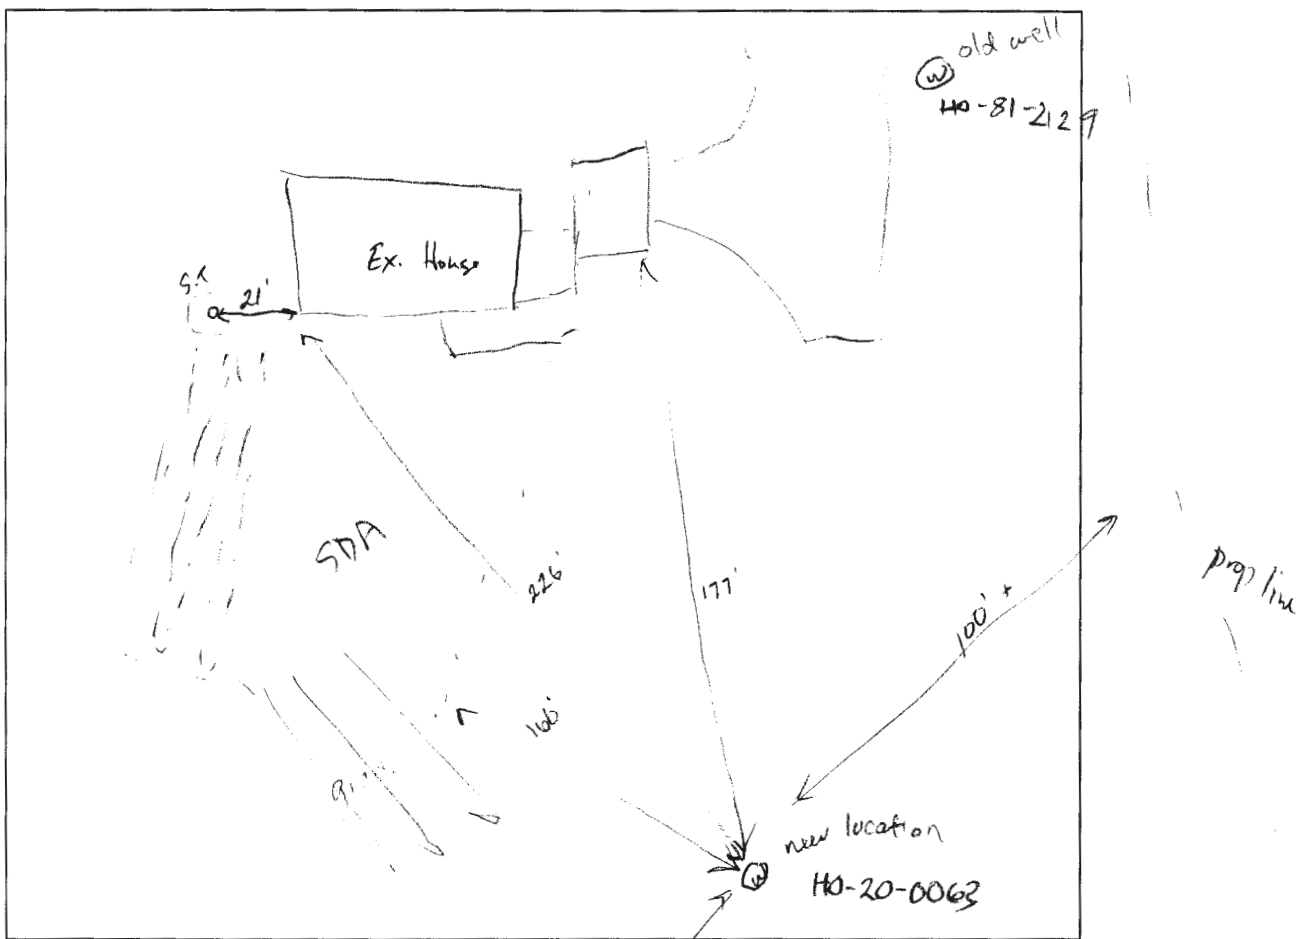 old well
W
HO-81-2129
Ex. House
S.T
21'
SDA
226'
177'
100' +
prop line
160'
new location
W
HO-20-0063